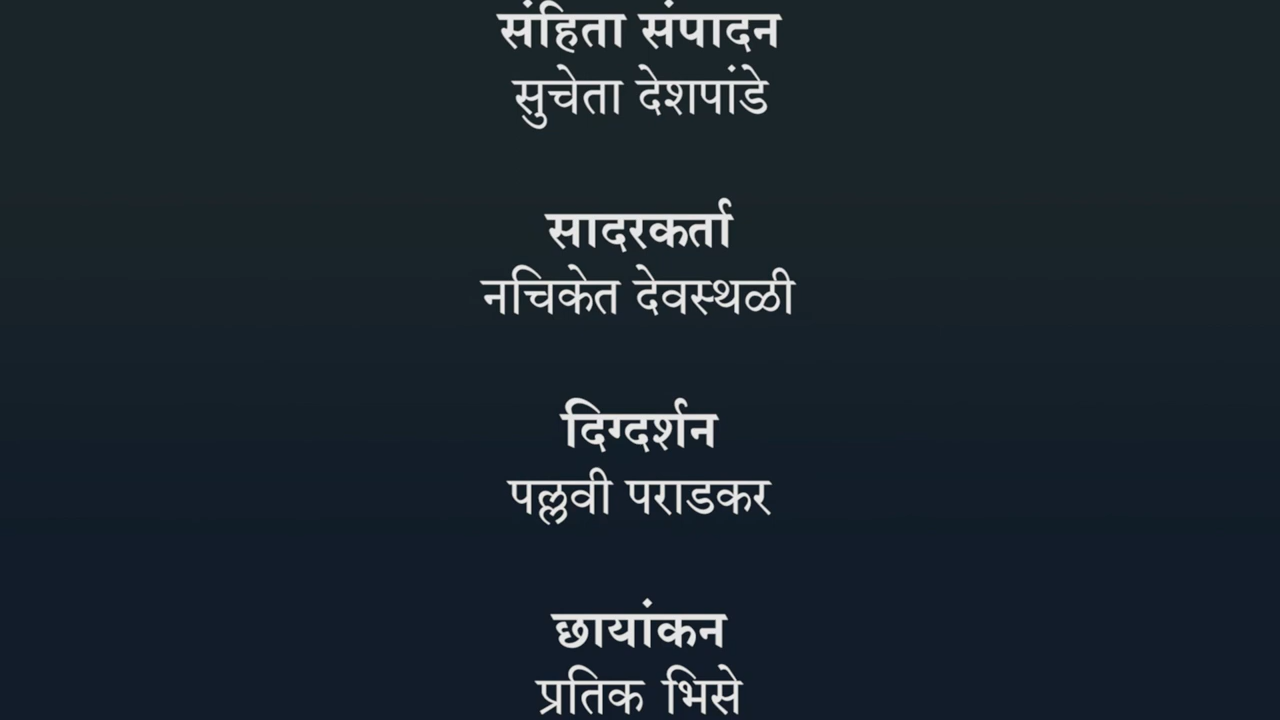 संहिता संपादन
सुचेता देशपांडे
सादरकर्ता
नचिकेत देवस्थळी
दिग्दर्शन
पल्लवी पराडकर
छायांकन
प्रतिक भिसे